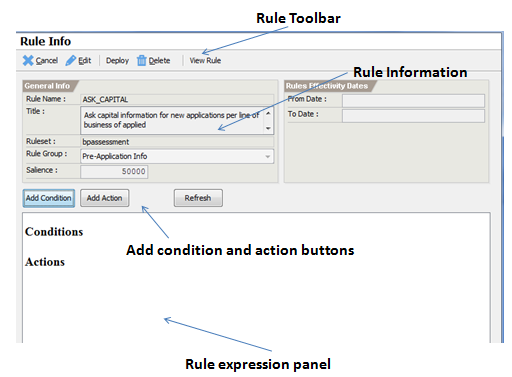 Rule Toolbar
Rule Info
Cancel Edit Deploy Delete View Rule
General Info Rules Effectivity Dates
Rule Information
Rule Name : ASK_CAPITAL From Date :
Title : Ask capital information for new applications per line of To Date :
business of applied
Ruleset : bpassessment
Rule Group : Pre-Application Info
Salience : 50000
Add Condition Add Action Refresh
Conditions
Add condition and action buttons
Actions
Rule expression panel